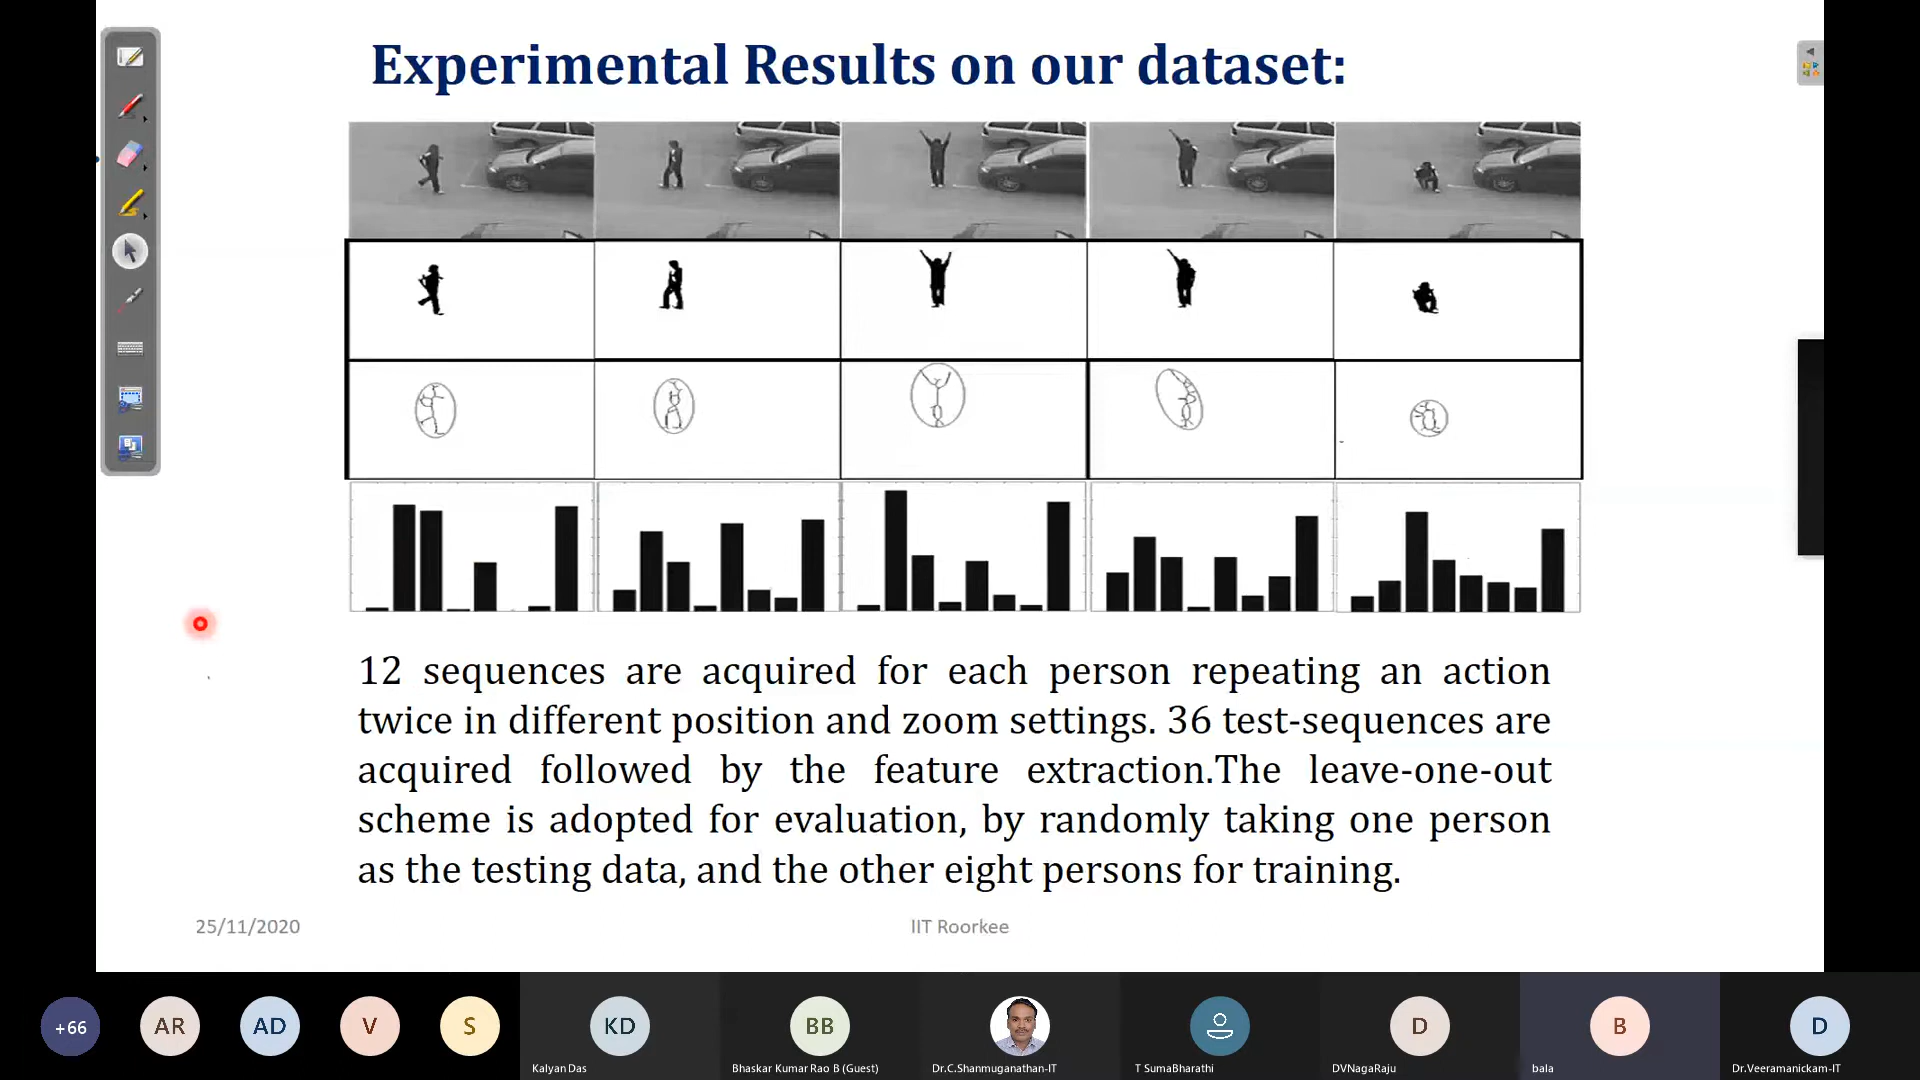 Experimental Results on our dataset:
12 sequences are acquired for each person repeating an action
twice in different position and zoom settings. 36 test-sequences are
acquired followed by the feature extraction.The leave-one-out
scheme is adopted for evaluation, by randomly taking one person
as the testing data, and the other eight persons for training.
25/11/2020
IIT Roorkee
+66
AR
AD
V
S
KD
BB
D
B
D
Kalyan Das
Bhaskar Kumar Rao B (Guest)
Dr.C.Shanmuganathan-IT
T SumaBharathi
DVNagaRaju
bala
Dr.Veeramanickam-IT